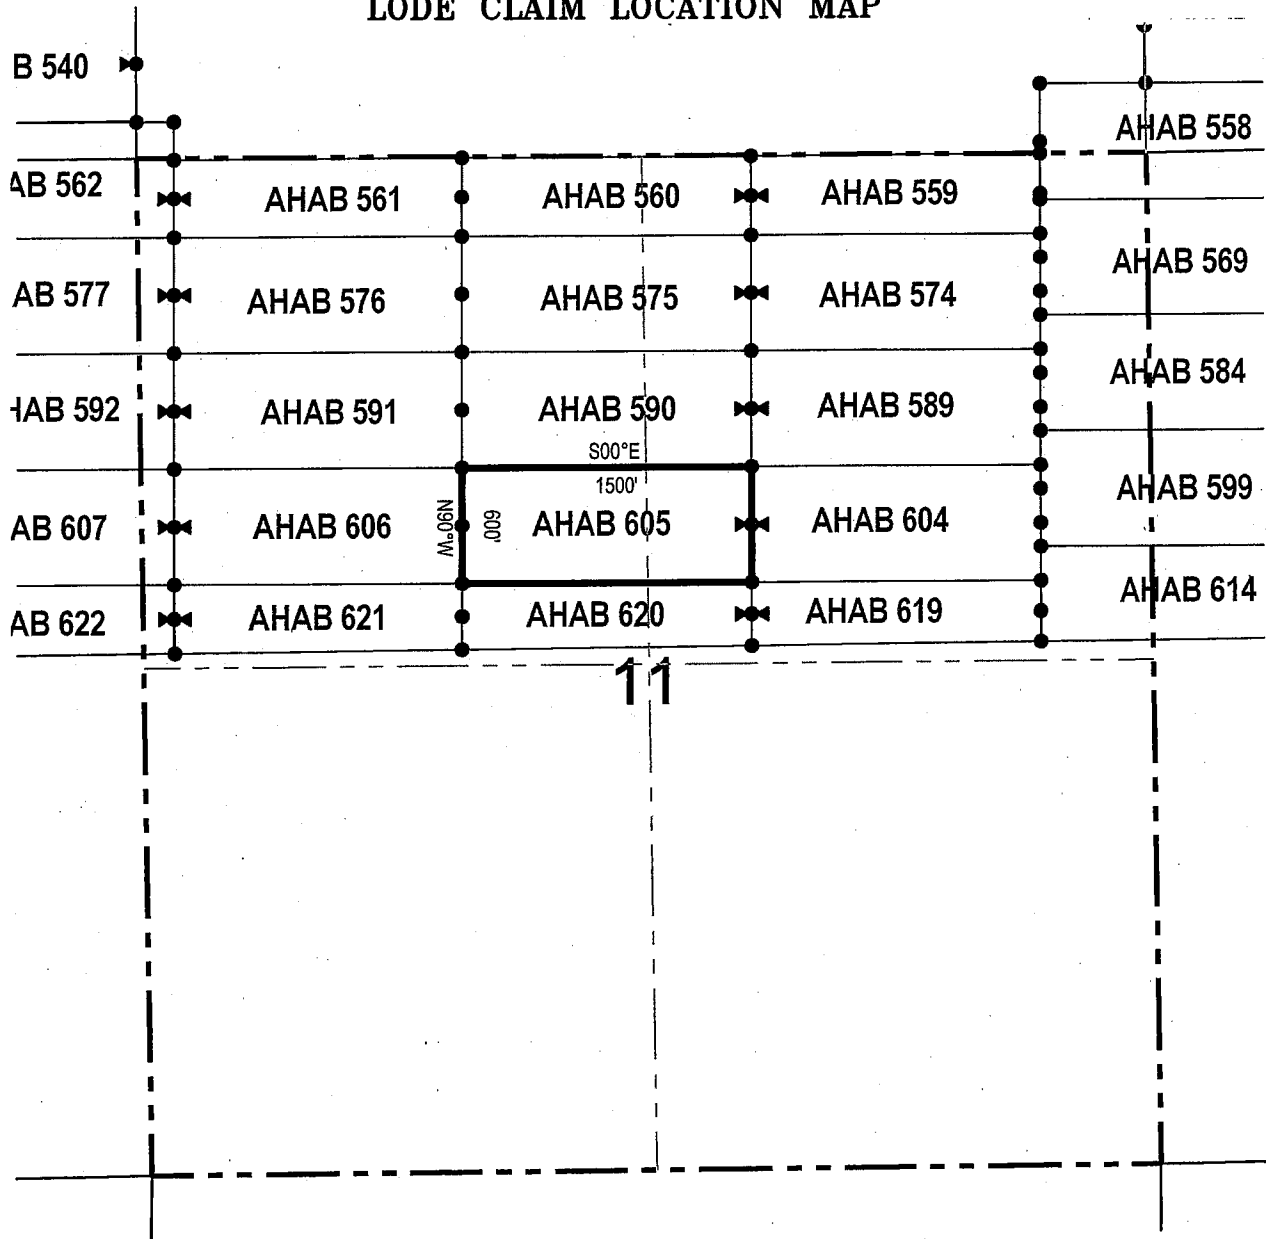 LODE CLAIM LOCATION MAP
B 540
AHAB 558
AB 562
AHAB 561
AHAB 560
AHAB 559
AHAB 569
AB 577
AHAB 576
AHAB 575
AHAB 574
AHAB 584
HAB 592
AHAB 591
AHAB 590
AHAB 589
S00°E
1500'
N90°W
600'
AHAB 599
AB 607
AHAB 606
AHAB 605
AHAB 604
AHAB 614
AB 622
AHAB 621
AHAB 620
AHAB 619
11